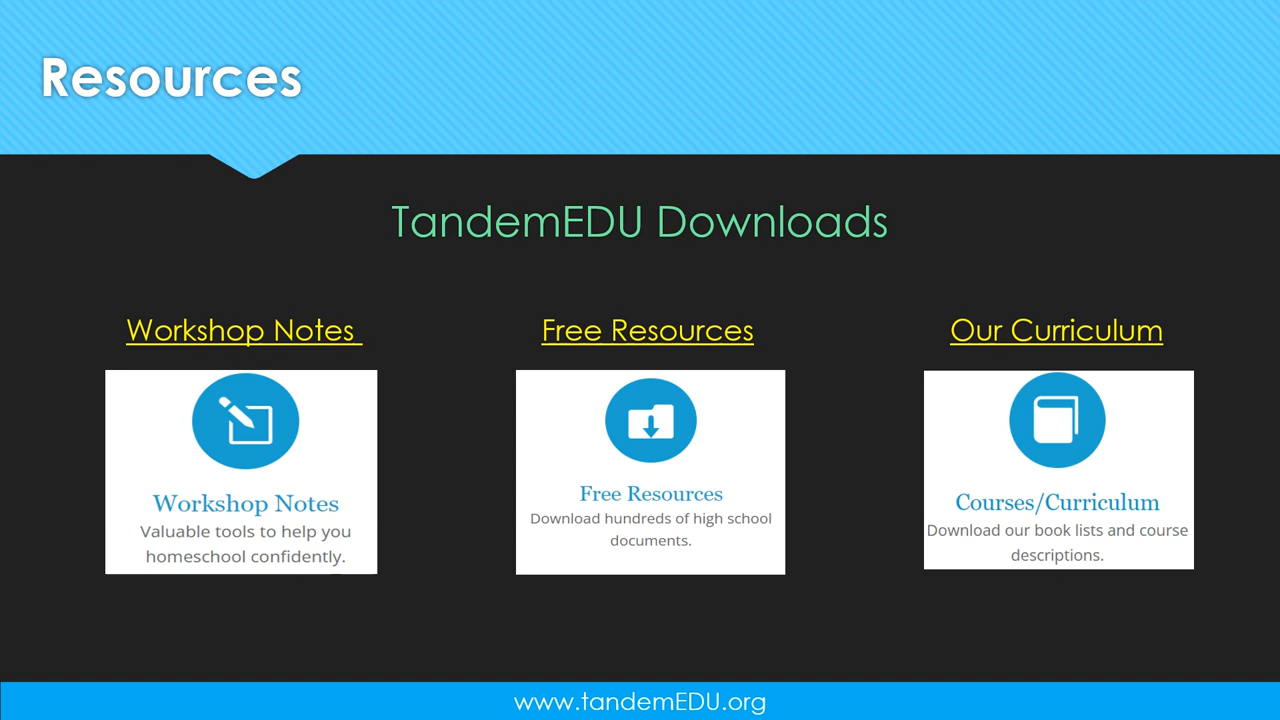 Resources
TandemEDU Downloads
Workshop Notes
Free Resources
Our Curriculum
Workshop Notes
Valuable tools to help you
homeschool confidently.
Free Resources
Download hundreds of high school
documents.
Courses/Curriculum
Download our book lists and course
descriptions.
www.tandemEDU.org